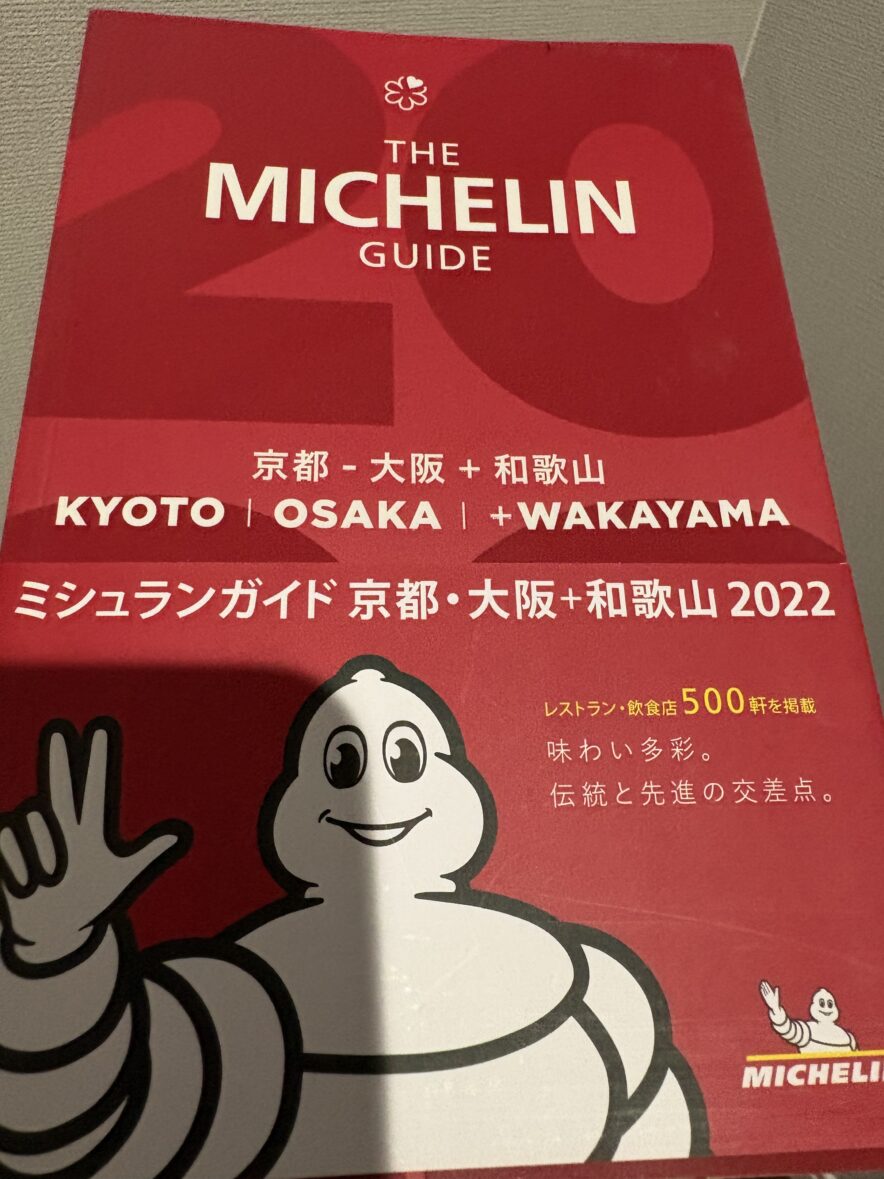 20
THE
MICHELIN
GUIDE
京都 - 大阪 + 和歌山
KYOTO | OSAKA | +WAKAYAMA
ミシュランガイド 京都・大阪+和歌山 2022
レストラン・飲食店500軒を掲載
味わい多彩。
伝統と先進の交差点。
MICHELIN